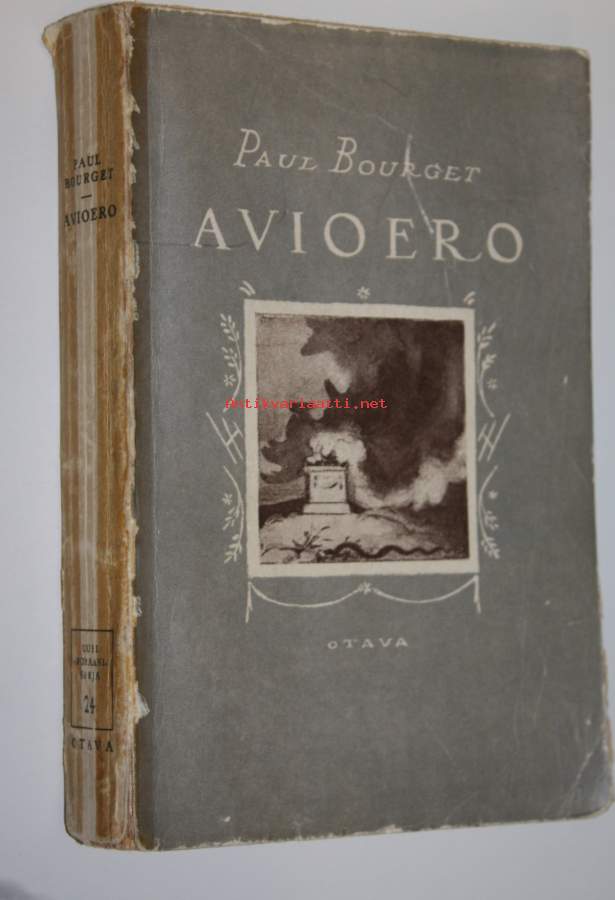 PAUL BOURGET
AVIOERO
Antikvariaatti.net
OTAVA
PAUL
BOURGET
AVIOERO
24
OTAVA